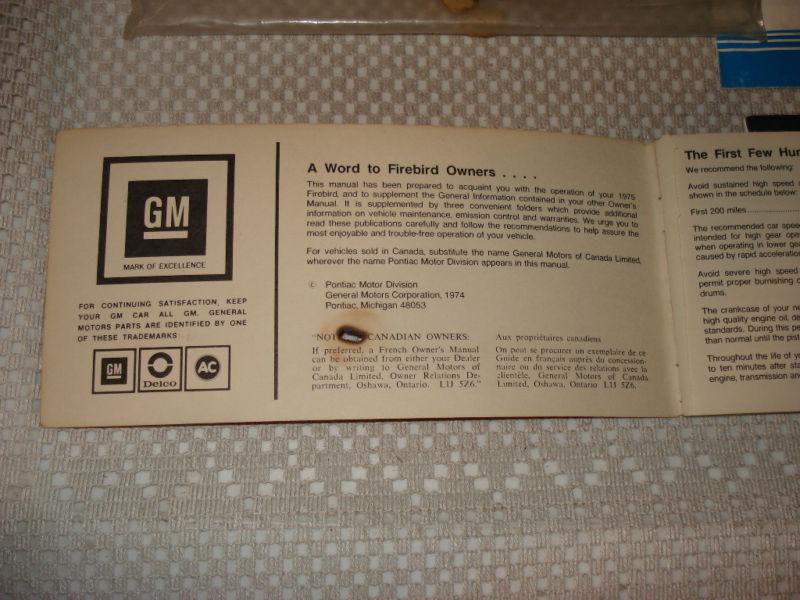 GM
MARK OF EXCELLENCE
FOR CONTINUING SATISFACTION, KEEP
YOUR GM CAR ALL GM. GENERAL
MOTORS PARTS ARE IDENTIFIED BY ONE
OF THESE TRADEMARKS
GM
Delco
AC
A Word to Firebird Owners . . . .
This manual has been prepared to acquaint you with the operation of your 1975
Firebird, and to supplement the General Information contained in your other Owner's
Manual. It is supplemented by three convenient folders which provide additional
information on vehicle maintenance, emission control and warranties. We urge you to
read these publications carefully and follow the recommendations to help assure the
most enjoyable and trouble-free operation of your vehicle.
For vehicles sold in Canada, substitute the name General Motors of Canada Limited,
wherever the name Pontiac Motor Division appears in this manual.
© Pontiac Motor Division
General Motors Corporation, 1974
Pontiac, Michigan 48053
"NOT CANADIAN OWNERS:
If preferred, a French Owner's Manual
can be obtained from either your Dealer
or by writing to General Motors of
Canada Limited, Owner Relations De-
partment, Oshawa, Ontario. L1J 5Z6."
Aux propriétaires canadiens
On peut se procurer un exemplaire de ce
Guide en français auprès du concession-
naire ou du service des relations avec la
clientèle, General Motors of Canada
Limited, Oshawa, Ontario L1J 5Z6.
The First Few Hun
We recommend the following:
Avoid sustained high speed
shown in the schedule below:
First 200 miles
The recommended car spee
intended for high gear ope
when operating in lower gea
caused by rapid acceleration
Avoid severe high speed
permit proper burnishing o
drums.
The crankcase of your ne
high quality engine oil, de
standards. During this pe
than normal until the pist
Throughout the life of y
to ten minutes after sta
engine, transmission an